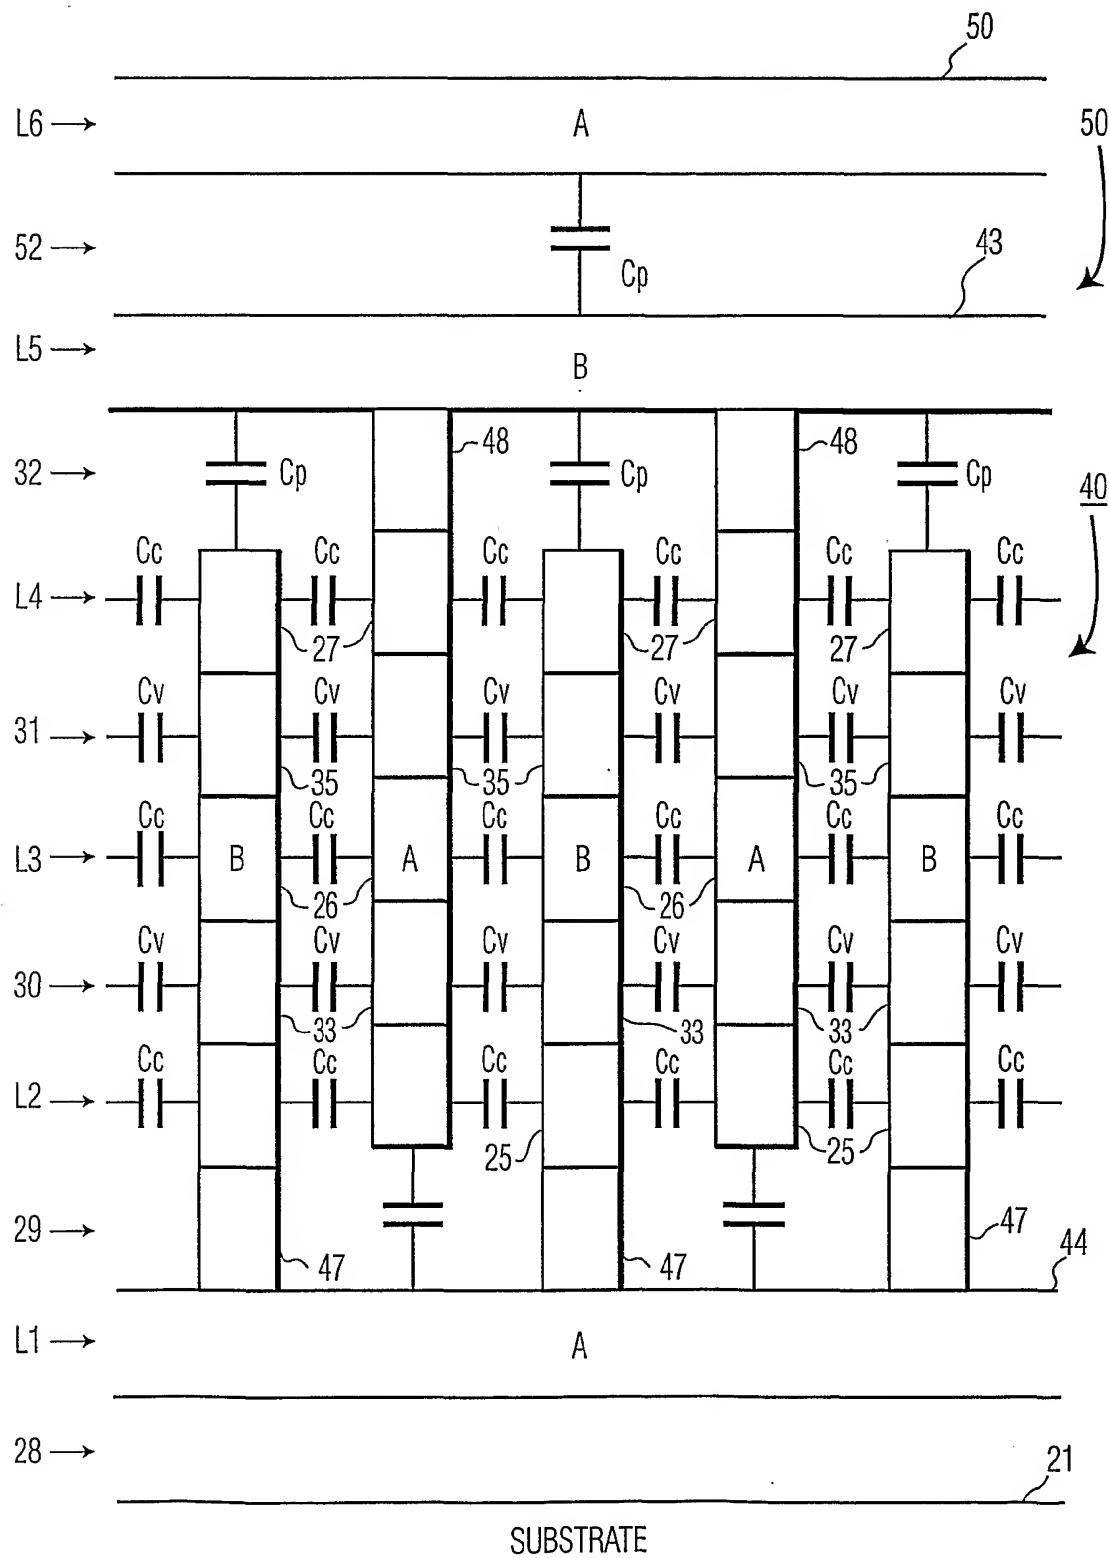 50
L6 A 50
52 Cp 43
L5 B
48 48
32 Cp Cp Cp 40
Cc Cc Cc Cc Cc Cc
L4
27 27 27
Cv Cv Cv Cv Cv Cv
31
35 35 35
Cc Cc Cc Cc Cc Cc
L3 B A B A B
26 26
Cv Cv Cv Cv Cv Cv
30
33 33 33
Cc Cc Cc Cc Cc Cc
L2
25 25
29 47
47 47 44
L1 A
28 21
SUBSTRATE